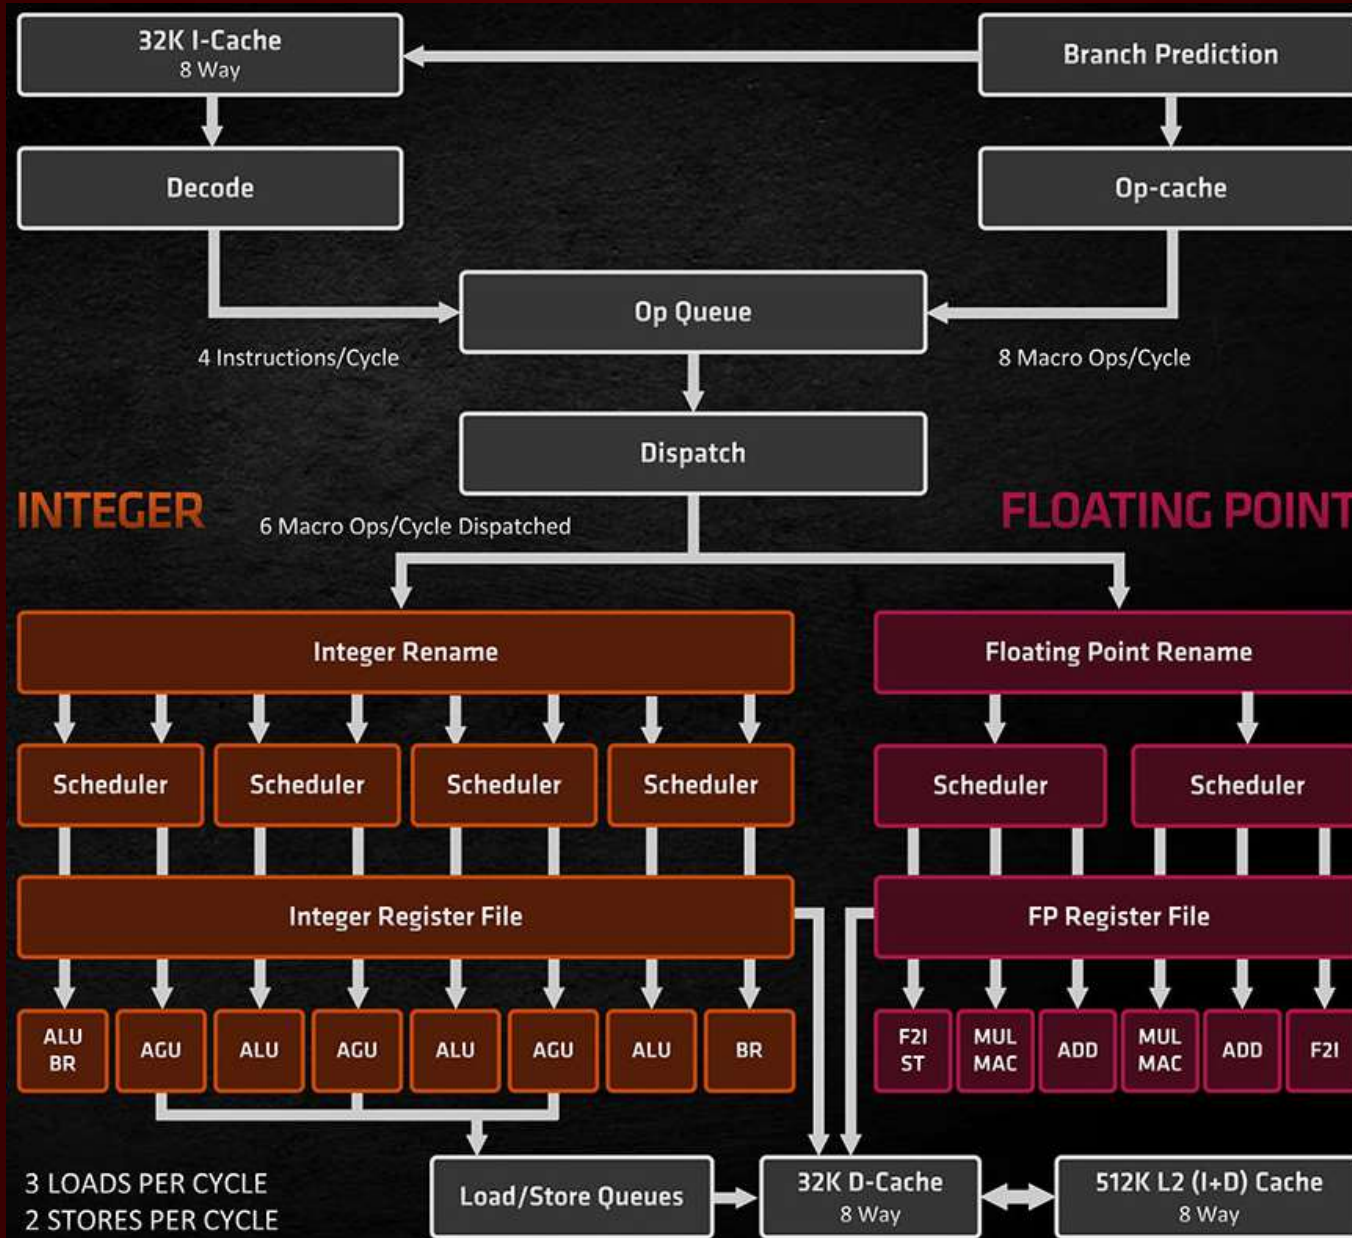 32K I-Cache
8 Way
Branch Prediction
Decode
Op-cache
Op Queue
4 Instructions/Cycle
8 Macro Ops/Cycle
Dispatch
INTEGER
FLOATING POINT
6 Macro Ops/Cycle Dispatched
Integer Rename
Floating Point Rename
Scheduler
Scheduler
Scheduler
Scheduler
Scheduler
Scheduler
Integer Register File
FP Register File
ALU
BR
AGU
ALU
AGU
ALU
AGU
ALU
BR
F2I
ST
MUL
MAC
ADD
MUL
MAC
ADD
F2I
3 LOADS PER CYCLE
2 STORES PER CYCLE
Load/Store Queues
32K D-Cache
8 Way
512K L2 (I+D) Cache
8 Way